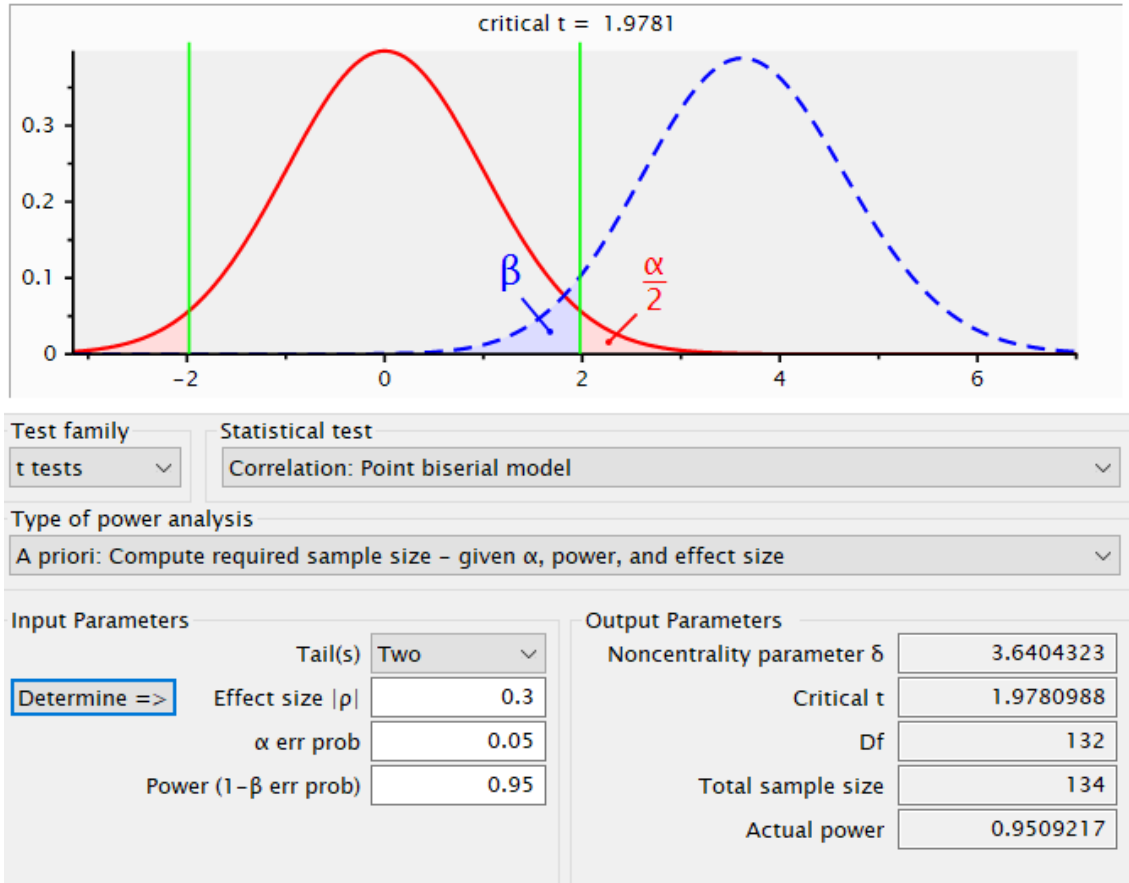 critical t = 1.9781
0.3
0.2
0.1
0
β
α
2
-2
0
2
4
6
Test family
Statistical test
t tests
Correlation: Point biserial model
Type of power analysis
A priori: Compute required sample size – given α, power, and effect size
Input Parameters
Output Parameters
Tail(s) Two
Noncentrality parameter δ 3.6404323
Determine => Effect size |ρ| 0.3
Critical t 1.9780988
α err prob 0.05
Df 132
Power (1-β err prob) 0.95
Total sample size 134
Actual power 0.9509217